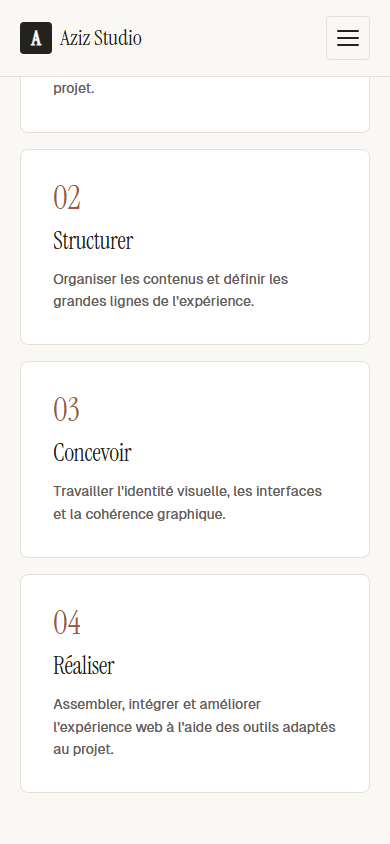 A Aziz Studio
projet.
02
Structurer
Organiser les contenus et définir les
grandes lignes de l'expérience.
03
Concevoir
Travailler l'identité visuelle, les interfaces
et la cohérence graphique.
04
Réaliser
Assembler, intégrer et améliorer
l'expérience web à l'aide des outils adaptés
au projet.